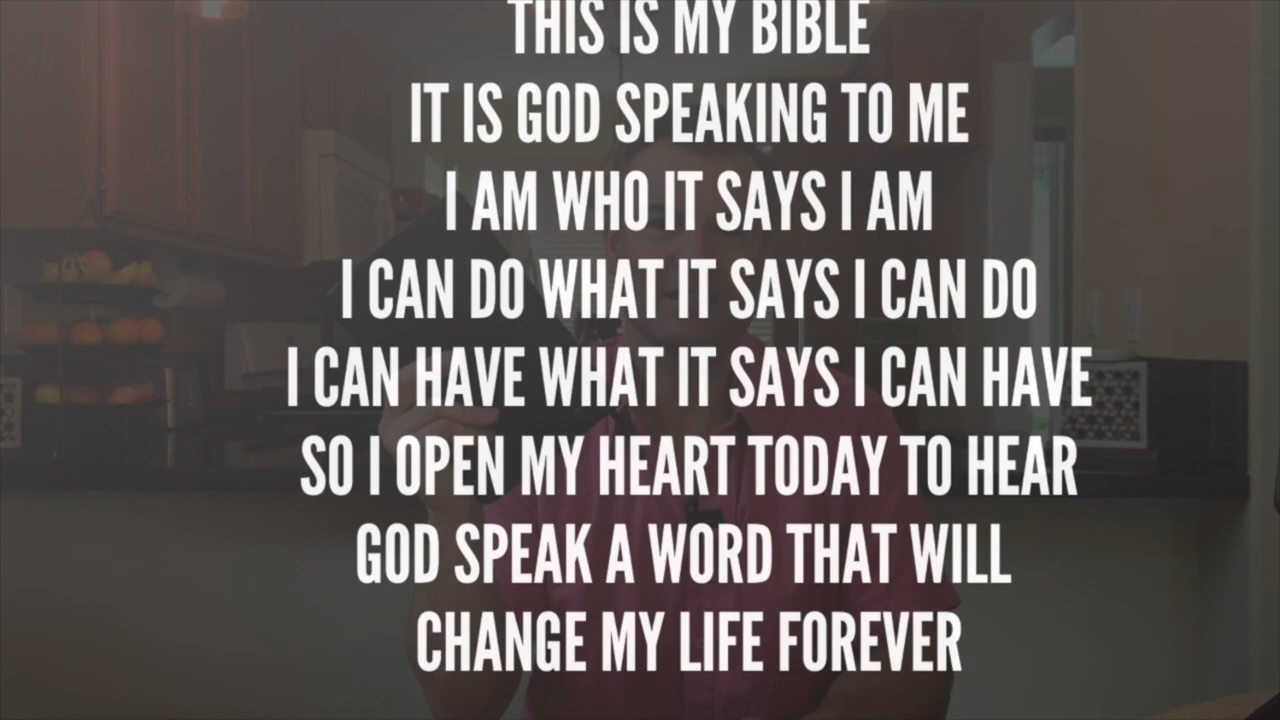 THIS IS MY BIBLE
IT IS GOD SPEAKING TO ME
I AM WHO IT SAYS I AM
I CAN DO WHAT IT SAYS I CAN DO
I CAN HAVE WHAT IT SAYS I CAN HAVE
SO I OPEN MY HEART TODAY TO HEAR
GOD SPEAK A WORD THAT WILL
CHANGE MY LIFE FOREVER